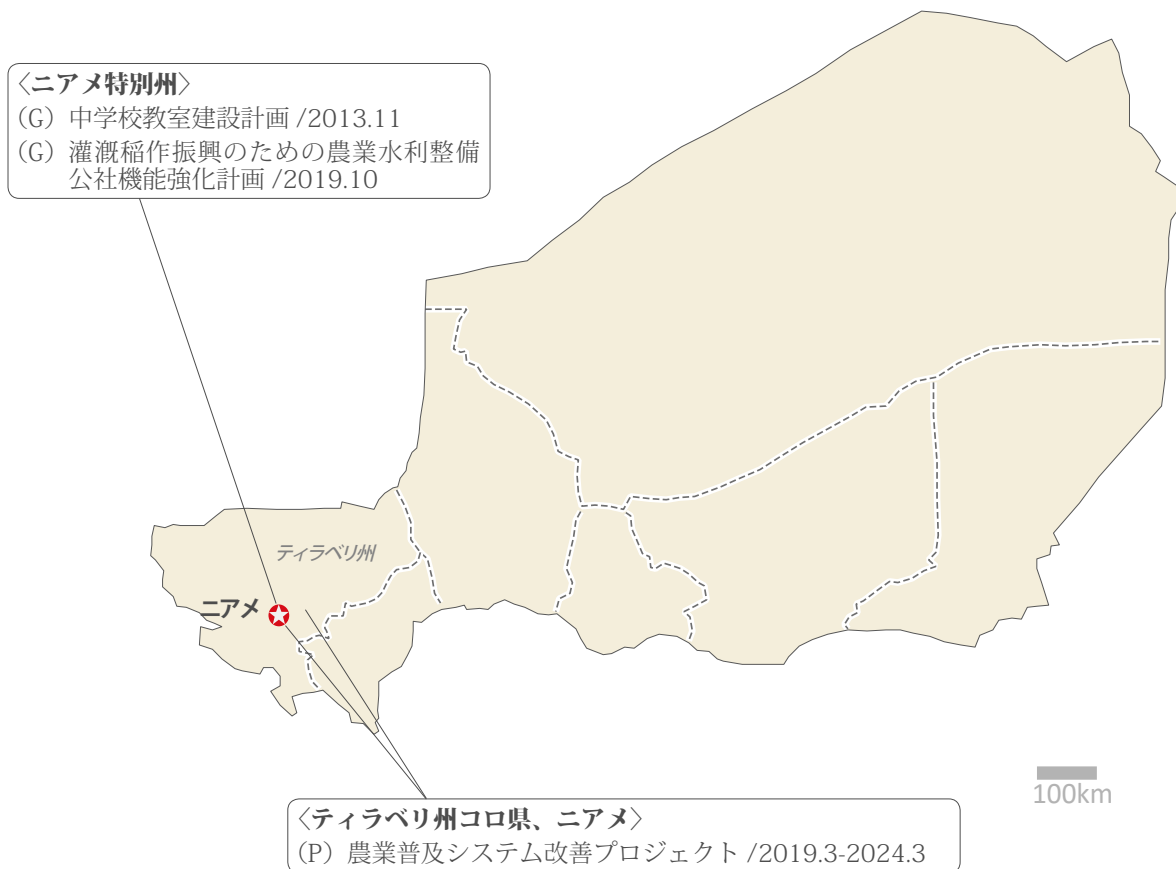 〈ニアメ特別州〉
（G）中学校教室建設計画 /2013.11
（G）灌漑稲作振興のための農業水利整備
公社機能強化計画 /2019.10
ティラベリ州
ニアメ
100km
〈ティラベリ州コロ県、ニアメ〉
（P）農業普及システム改善プロジェクト /2019.3-2024.3